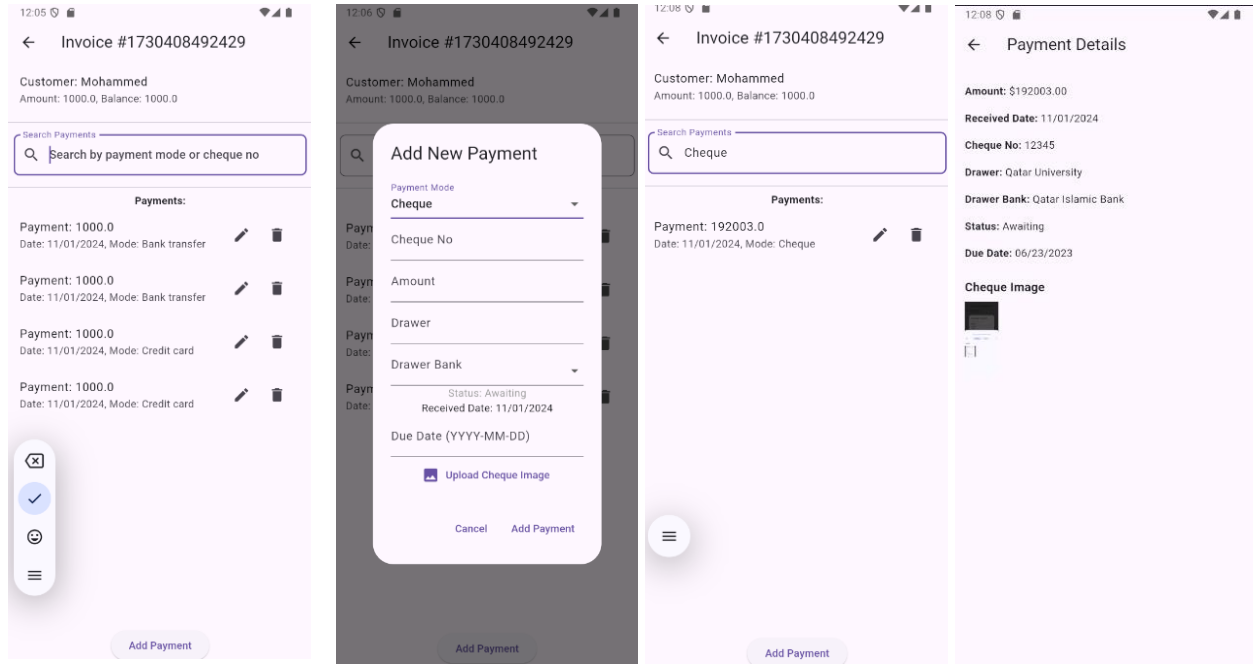 12:05
Invoice #1730408492429
Customer: Mohammed
Amount: 1000.0, Balance: 1000.0
Search Payments
Search by payment mode or cheque no
Payments:
Payment: 1000.0
Date: 11/01/2024, Mode: Bank transfer
Payment: 1000.0
Date: 11/01/2024, Mode: Bank transfer
Payment: 1000.0
Date: 11/01/2024, Mode: Credit card
Payment: 1000.0
Date: 11/01/2024, Mode: Credit card
Add Payment
12:06
Invoice #1730408492429
Customer: Mohammed
Amount: 1000.0, Balance: 1000.0
Paym
Date:
Paym
Date:
Paym
Date:
Paym
Date:
Add New Payment
Payment Mode
Cheque
Cheque No
Amount
Drawer
Drawer Bank
Status: Awaiting
Received Date: 11/01/2024
Due Date (YYYY-MM-DD)
Upload Cheque Image
Cancel Add Payment
Add Payment
12:08
Invoice #1730408492429
Customer: Mohammed
Amount: 1000.0, Balance: 1000.0
Search Payments
Cheque
Payments:
Payment: 192003.0
Date: 11/01/2024, Mode: Cheque
Add Payment
12:08
Payment Details
Amount: $192003.00
Received Date: 11/01/2024
Cheque No: 12345
Drawer: Qatar University
Drawer Bank: Qatar Islamic Bank
Status: Awaiting
Due Date: 06/23/2023
Cheque Image